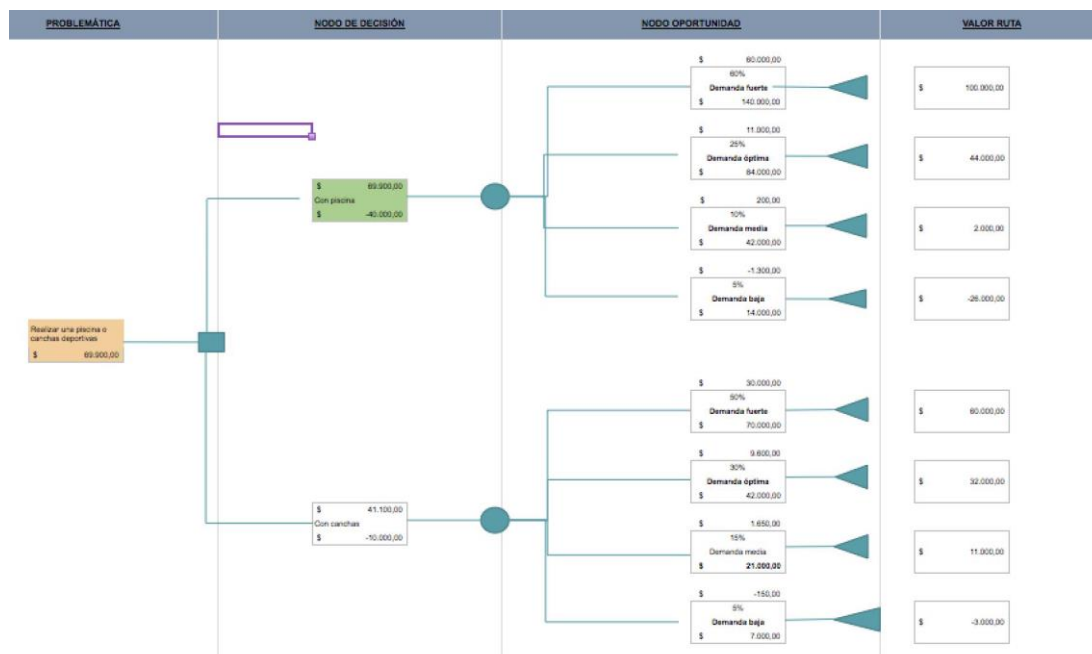 PROBLEMÁTICA
NODO DE DECISIÓN
NODO OPORTUNIDAD
VALOR RUTA
$ 60.000,00
60%
Demanda fuerte
$ 140.000,00
$ 100.000,00
$ 11.000,00
25%
Demanda óptima
$ 84.000,00
$ 44.000,00
$ 69.900,00
Con piscina
$ -40.000,00
$ 200,00
10%
Demanda media
$ 42.000,00
$ 2.000,00
$ -1.300,00
5%
Demanda baja
$ 14.000,00
$ -26.000,00
Realizar una piscina o
canchas deportivas
$ 69.900,00
$ 30.000,00
50%
Demanda fuerte
$ 70.000,00
$ 60.000,00
$ 9.600,00
30%
Demanda óptima
$ 42.000,00
$ 32.000,00
$ 41.100,00
Con canchas
$ -10.000,00
$ 1.650,00
15%
Demanda media
$ 21.000,00
$ 11.000,00
$ -150,00
5%
Demanda baja
$ 7.000,00
$ -3.000,00